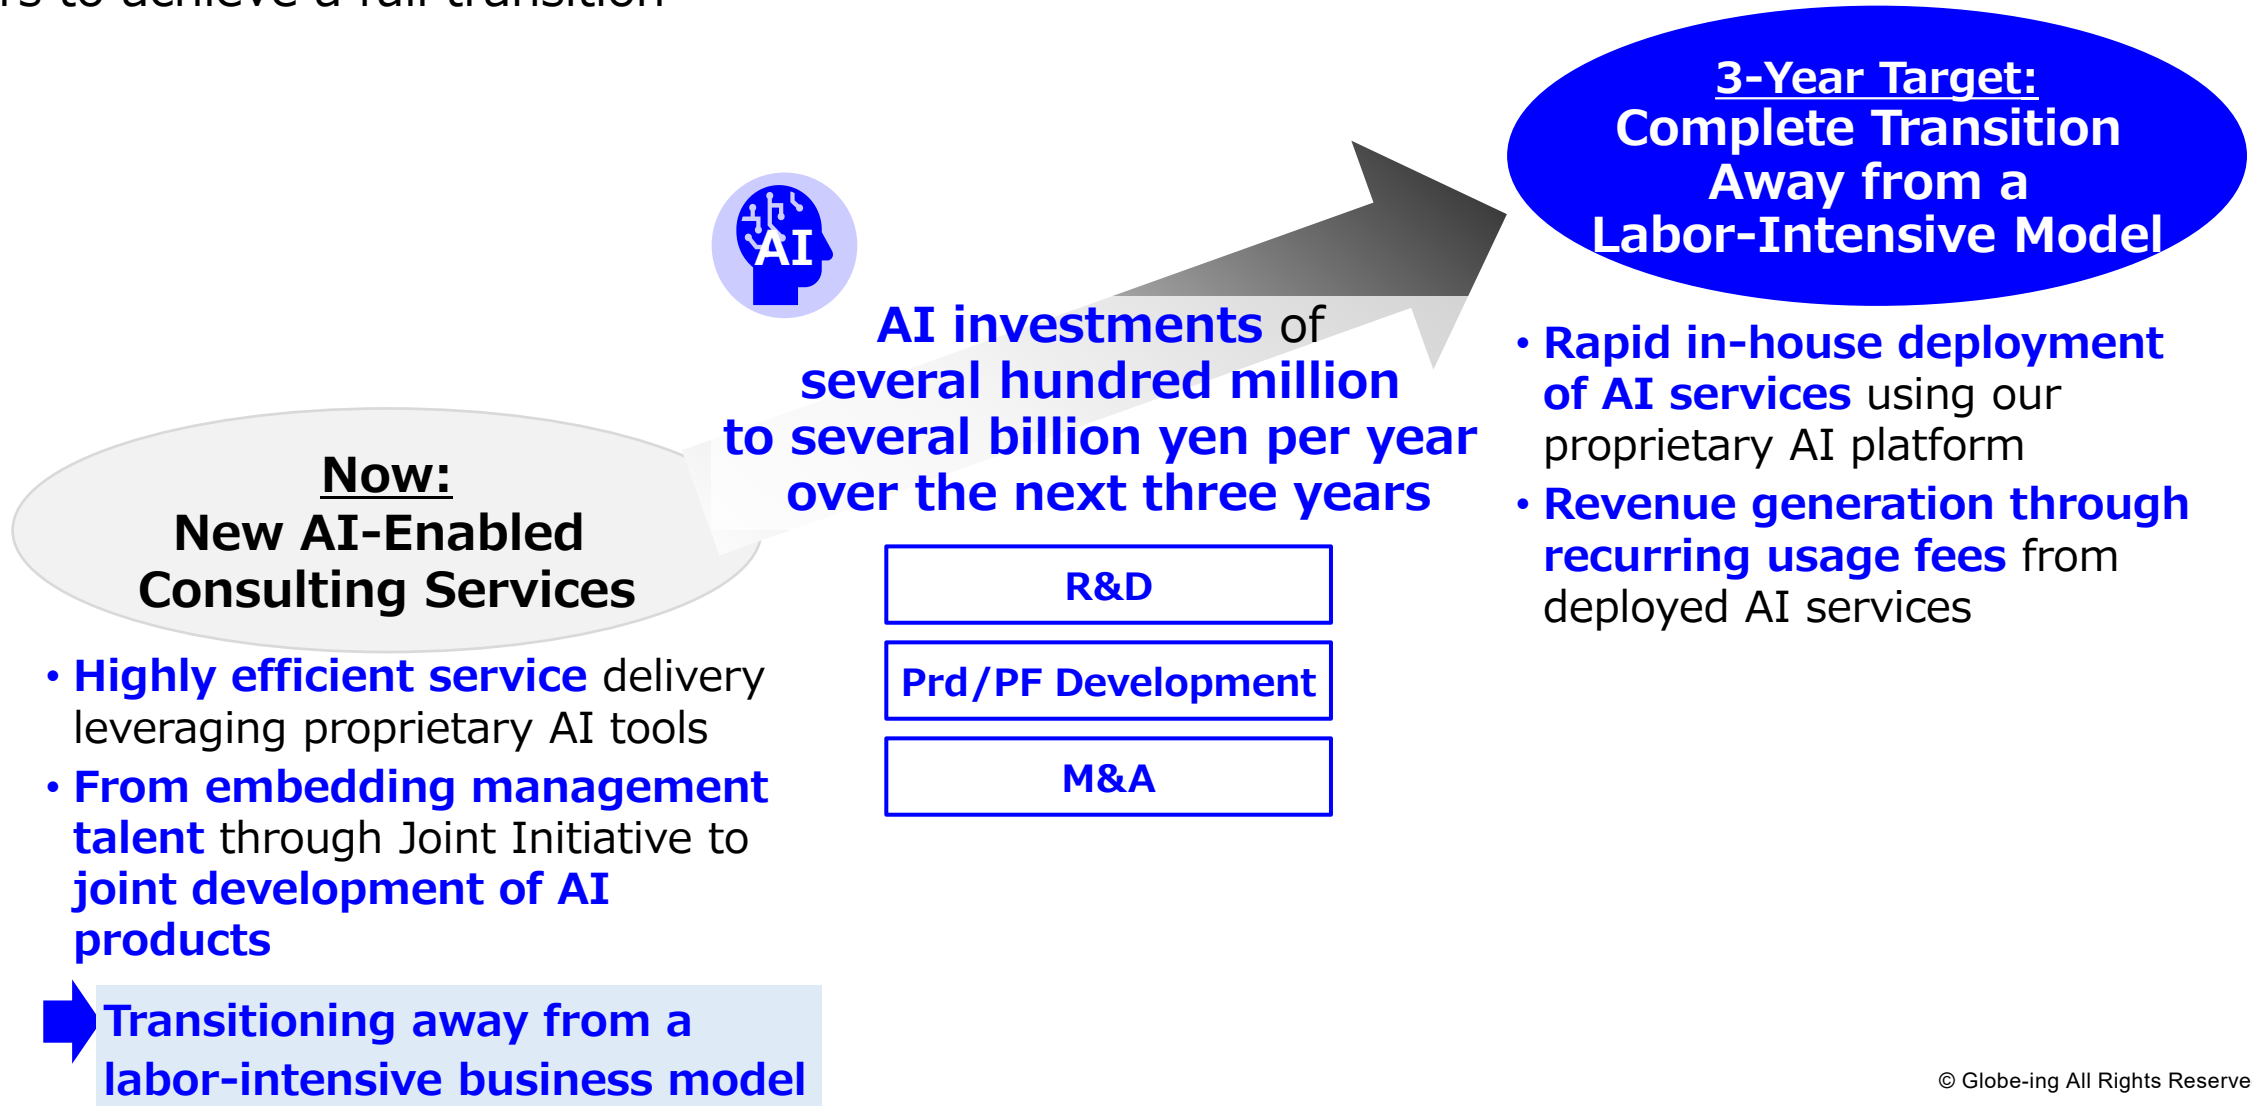 to achieve a full transition
Now:
New AI-Enabled
Consulting Services
• Highly efficient service delivery
leveraging proprietary AI tools
• From embedding management
talent through Joint Initiative to
joint development of AI
products
Transitioning away from a
labor-intensive business model
AI
AI investments of
several hundred million
to several billion yen per year
over the next three years
R&D
Prd/PF Development
M&A
3-Year Target:
Complete Transition
Away from a
Labor-Intensive Model
• Rapid in-house deployment
of AI services using our
proprietary AI platform
• Revenue generation through
recurring usage fees from
deployed AI services
© Globe-ing All Rights Reserve